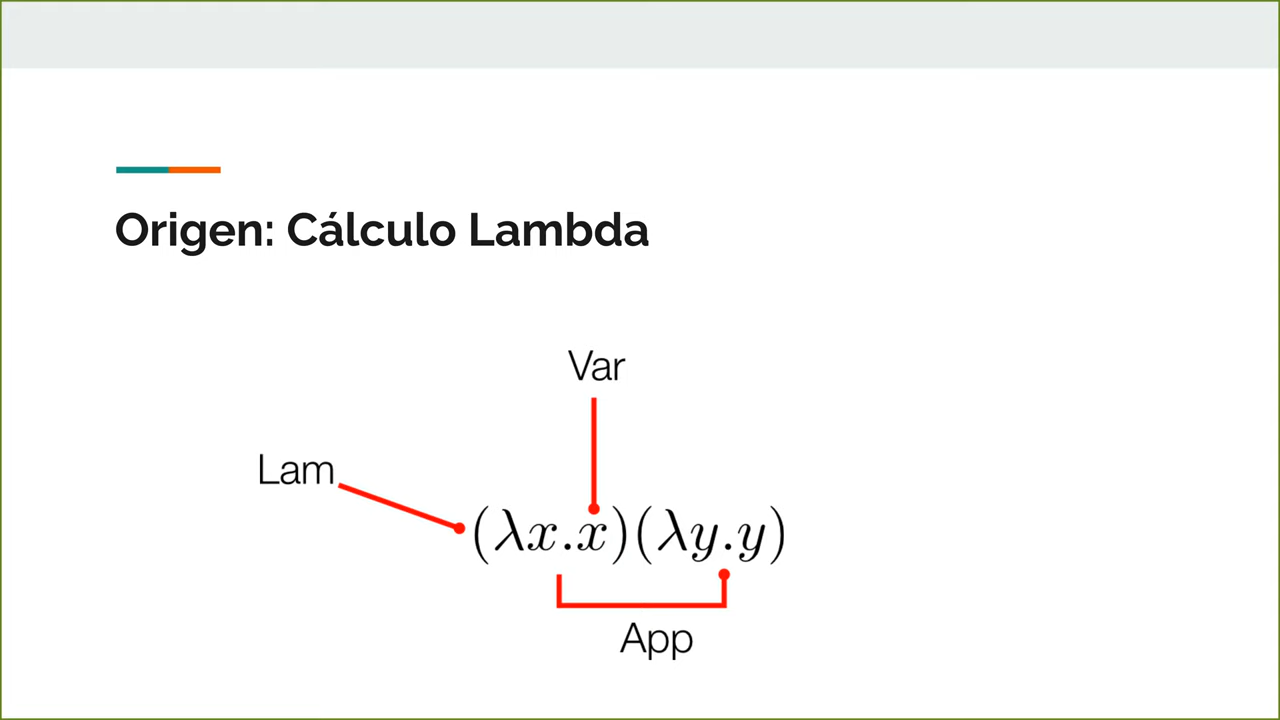 Origen: Cálculo Lambda
Var
Lam
(λx.x)(λy.y)
App